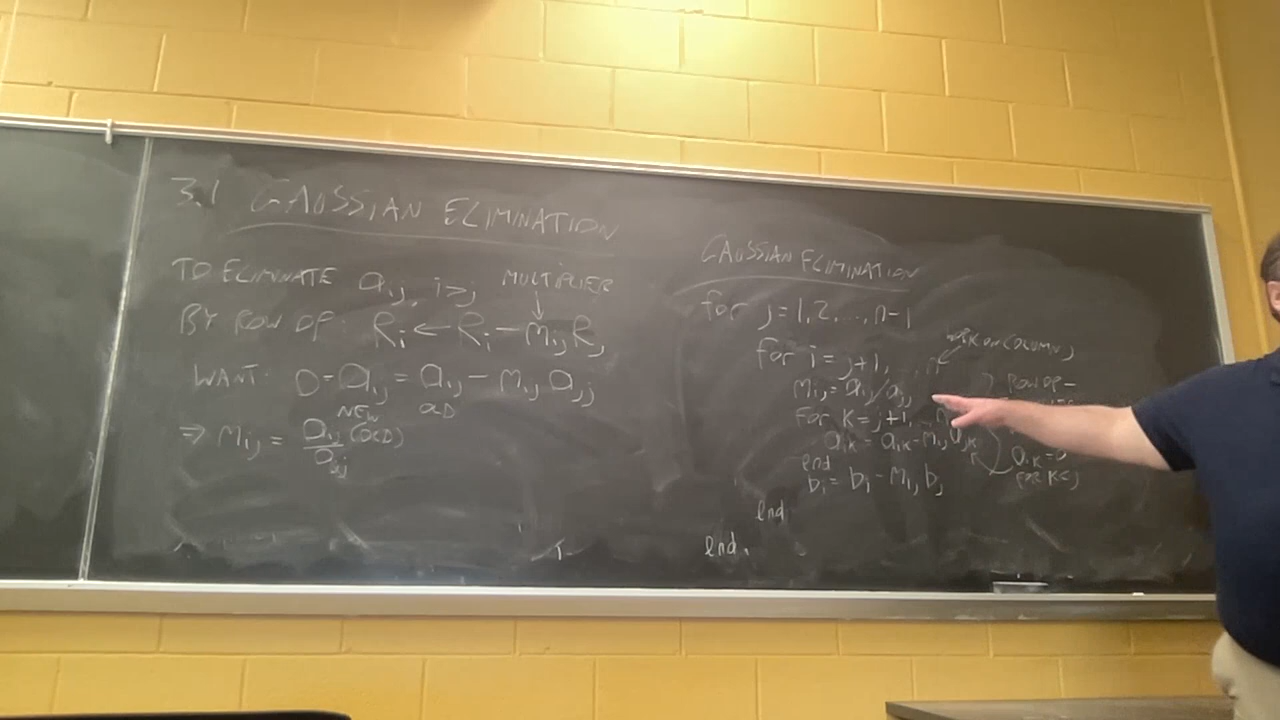 3.1 GAUSSIAN ELIMINATION
TO ELIMINATE a_ij, i>j MULTIPLIER
BY ROW OP: R_i ← R_i − m_ij R_j
WANT: 0 = a_ij = a_ij − m_ij a_jj
NEW OLD
⇒ m_ij = a_ij (OLD) / a_jj
GAUSSIAN ELIMINATION
for j = 1, 2, ..., n-1
for i = j+1, ..., n
WORK ON COLUMN j
m_ij = a_ij / a_jj
ROW OP −
for k = j+1, ... n
a_ik = a_ik − m_ij a_jk
end
b_i = b_i − m_ij b_j
a_ik = 0
FOR K<j
end
end.